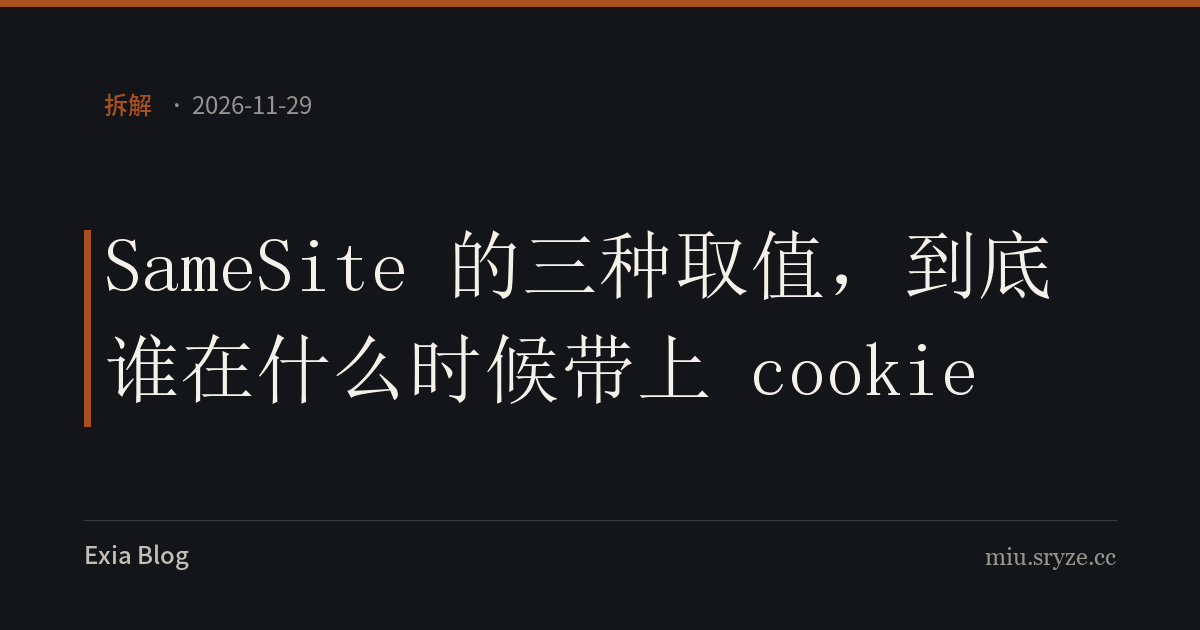 拆解 · 2026-11-29
SameSite 的三种取值，到底
谁在什么时候带上 cookie
Exia Blog
miu.sryze.cc